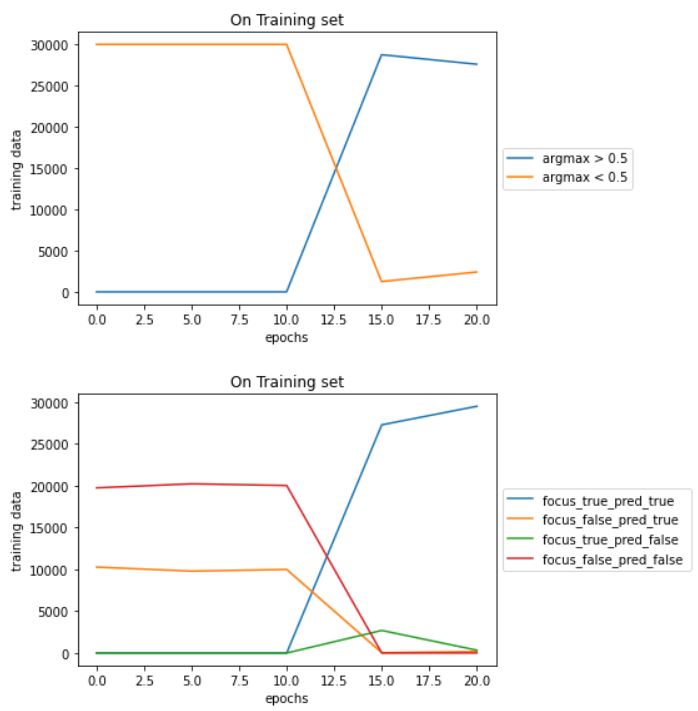 On Training set
30000
25000
20000
15000
10000
5000
0
training data
0.0 2.5 5.0 7.5 10.0 12.5 15.0 17.5 20.0
epochs
argmax > 0.5
argmax < 0.5
On Training set
30000
25000
20000
15000
10000
5000
0
training data
0.0 2.5 5.0 7.5 10.0 12.5 15.0 17.5 20.0
epochs
focus_true_pred_true
focus_false_pred_true
focus_true_pred_false
focus_false_pred_false